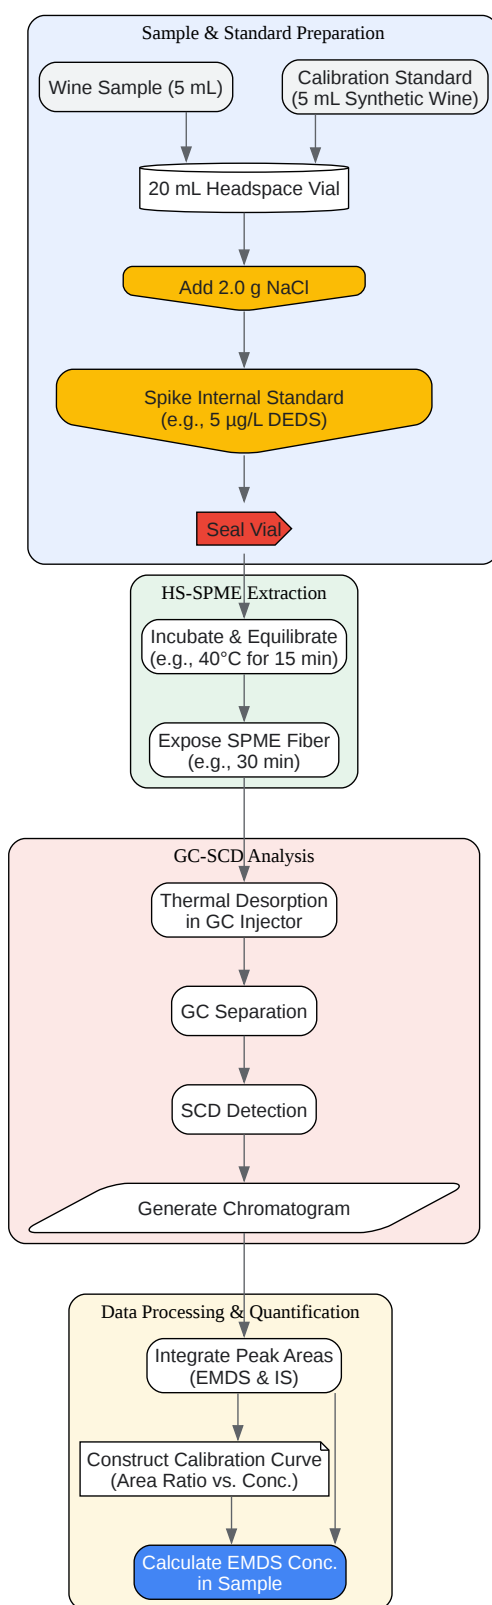 Sample & Standard Preparation
Wine Sample (5 mL)
Calibration Standard
(5 mL Synthetic Wine)
20 mL Headspace Vial
Add 2.0 g NaCl
Spike Internal Standard
(e.g., 5 µg/L DEDS)
Seal Vial
HS-SPME Extraction
Incubate & Equilibrate
(e.g., 40°C for 15 min)
Expose SPME Fiber
(e.g., 30 min)
GC-SCD Analysis
Thermal Desorption
in GC Injector
GC Separation
SCD Detection
Generate Chromatogram
Data Processing & Quantification
Integrate Peak Areas
(EMDS & IS)
Construct Calibration Curve
(Area Ratio vs. Conc.)
Calculate EMDS Conc.
in Sample